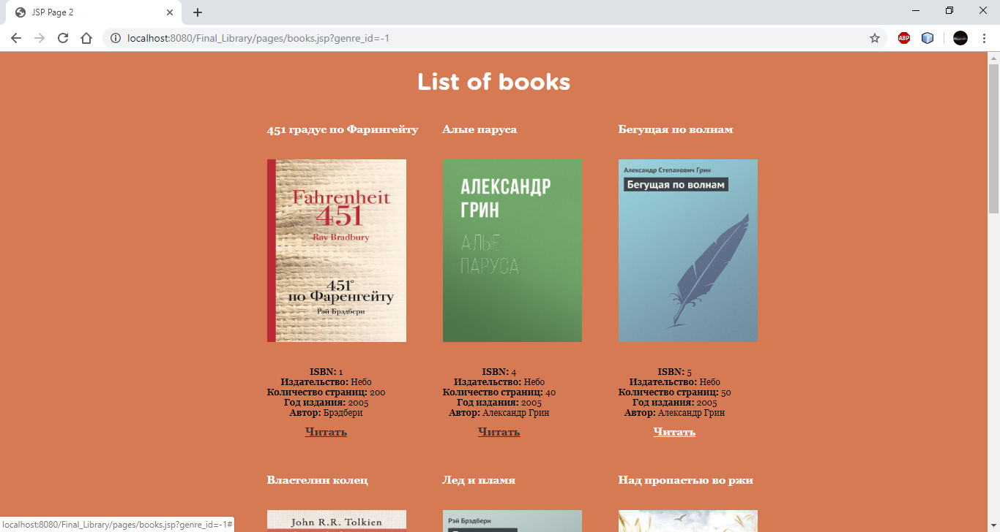 JSP Page 2
localhost:8080/Final_Library/pages/books.jsp?genre_id=-1
ABP
List of books
451 градус по Фарингейту
Алые паруса
Бегущая по волнам
Fahrenheit
451
Ray Bradbury
451°
по Фаренгейту
Рэй Брэдбери
АЛЕКСАНДР
ГРИН
АЛЫЕ
ПАРУСА
Александр Степанович Грин
Бегущая по волнам
ISBN: 1
Издательство: Небо
Количество страниц: 200
Год издания: 2005
Автор: Брэдбери
Читать
ISBN: 4
Издательство: Небо
Количество страниц: 40
Год издания: 2005
Автор: Александр Грин
Читать
ISBN: 5
Издательство: Небо
Количество страниц: 50
Год издания: 2005
Автор: Александр Грин
Читать
Властелин колец
Лед и пламя
Над пропастью во ржи
John R.R. Tolkien
Рэй Брэдбери
localhost:8080/Final_Library/pages/books.jsp?genre_id=-1#